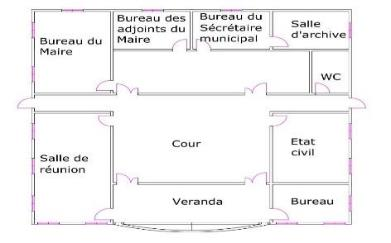 Bureau du
Maire
Bureau des
adjoints du
Maire
Bureau du
Sécrétaire
municipal
Salle
d'archive
WC
Salle de
réunion
Cour
Etat
civil
Veranda
Bureau